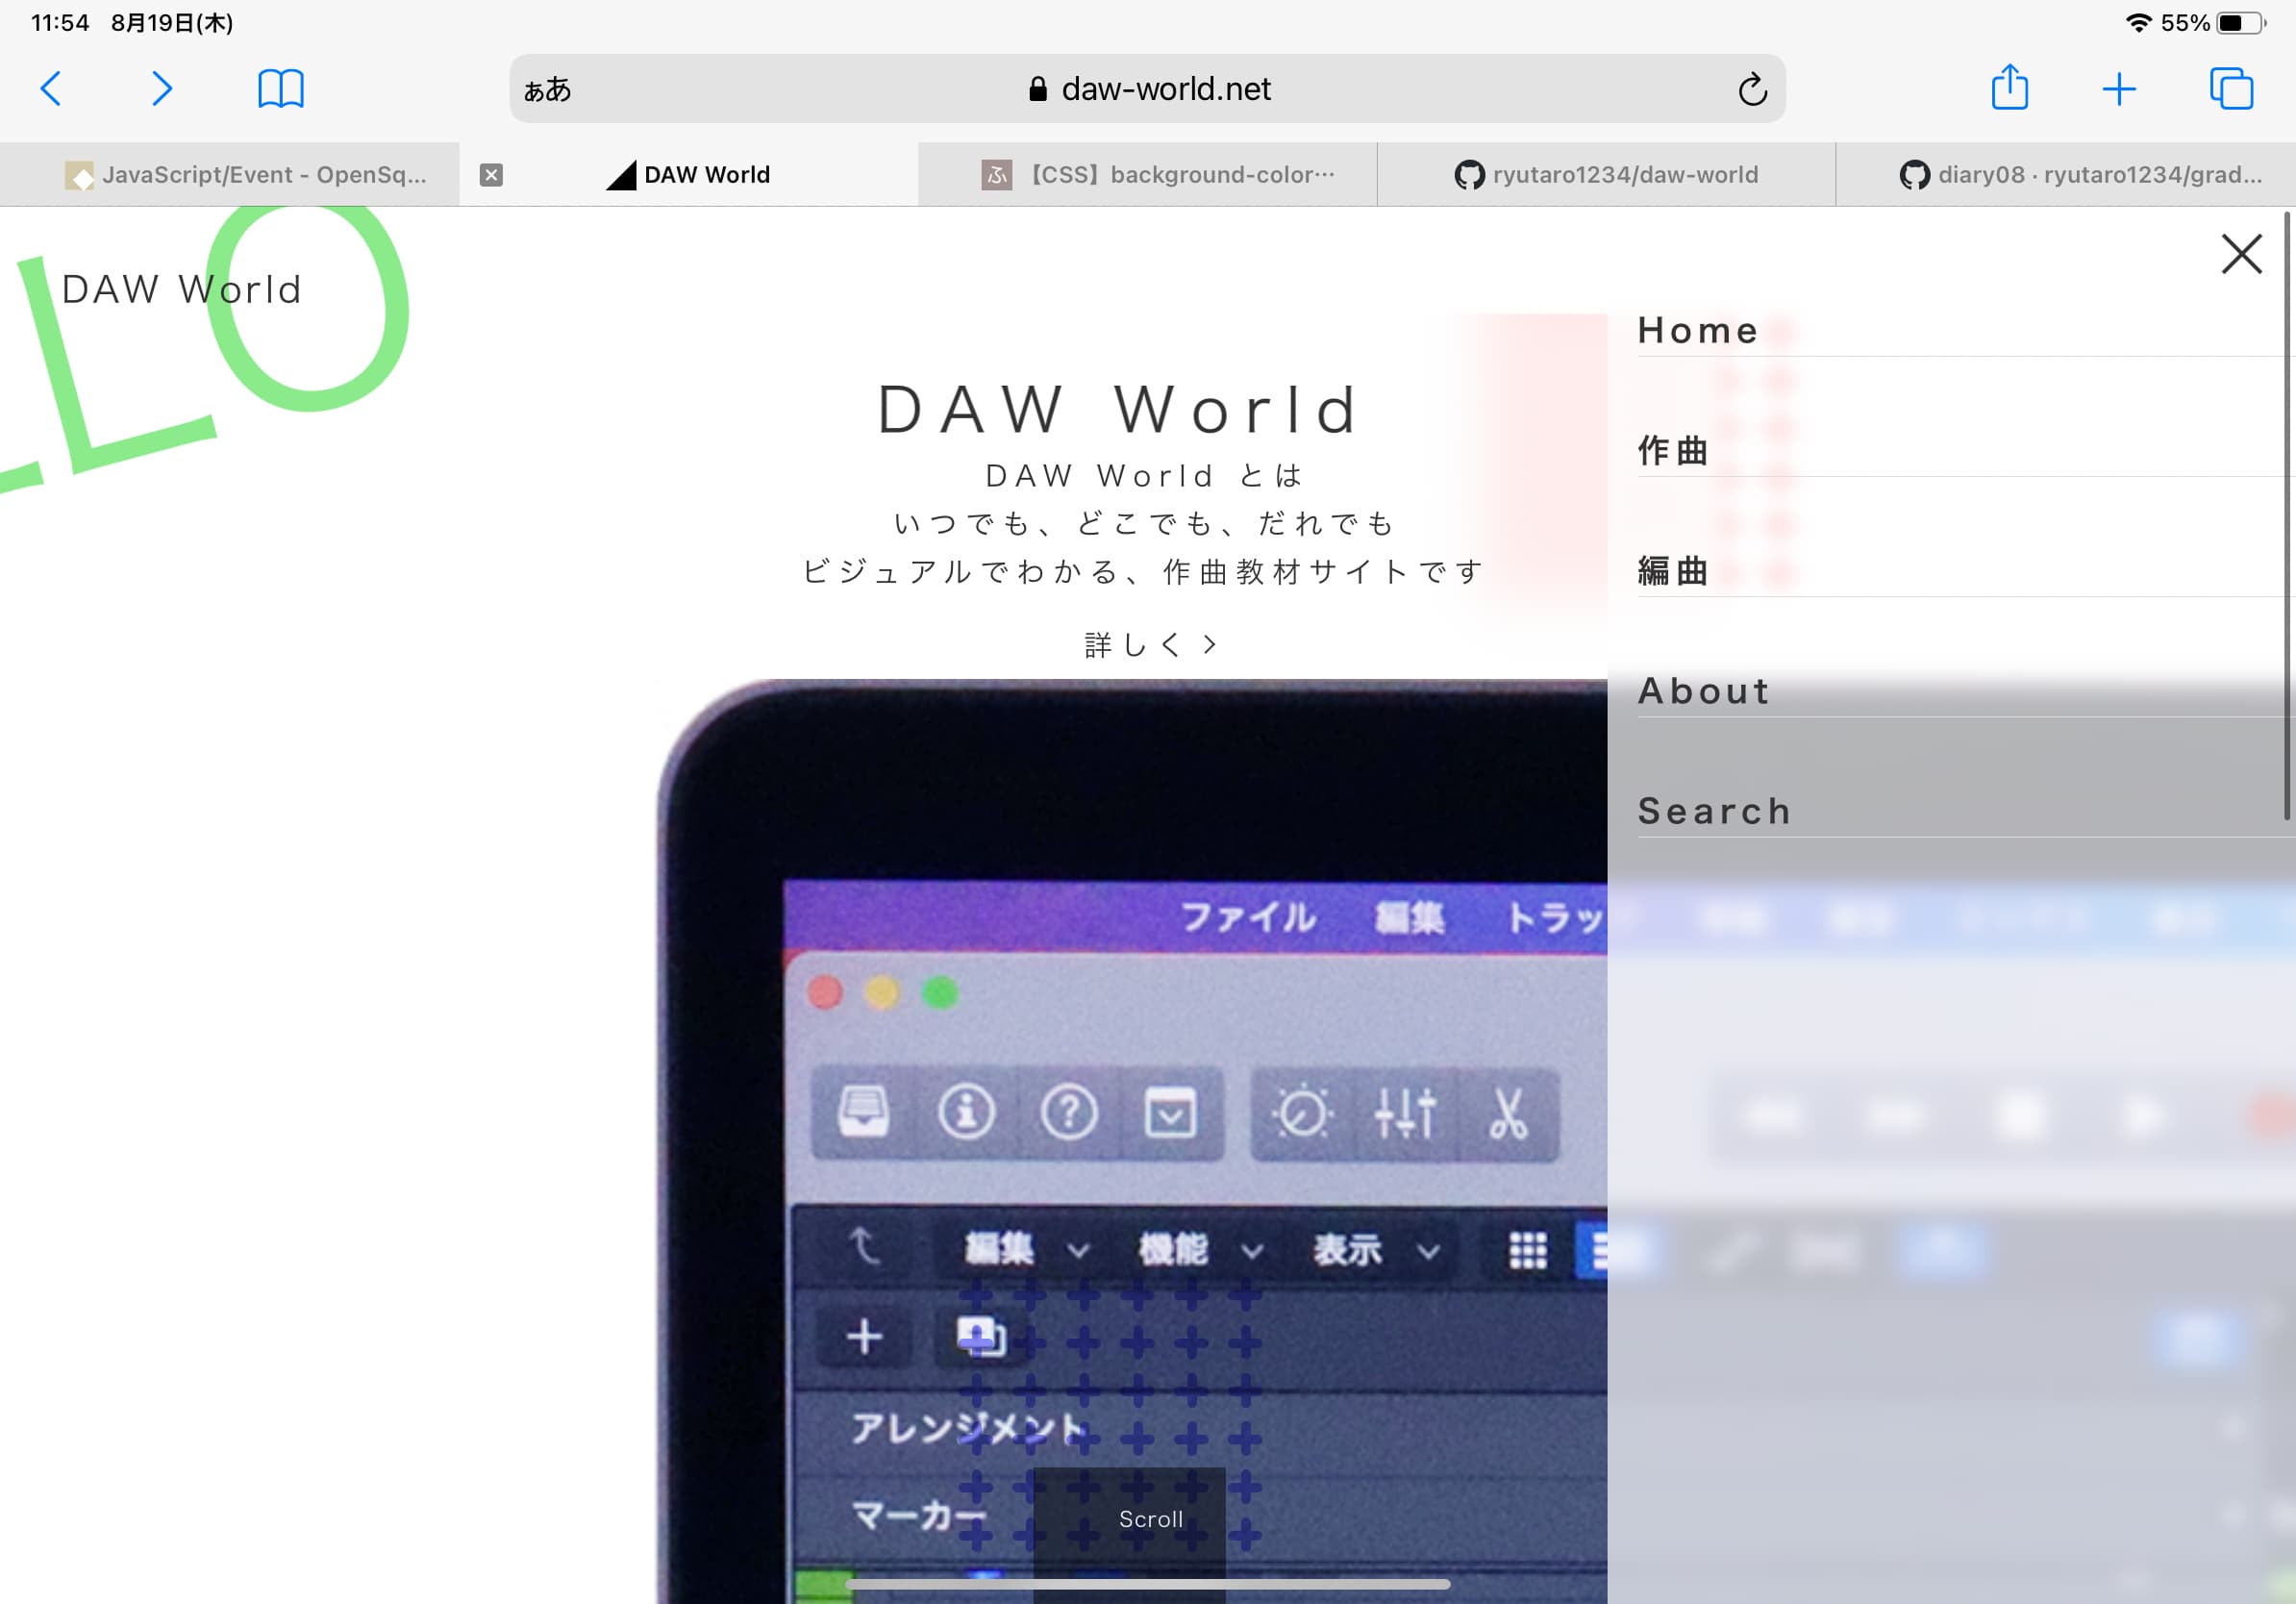 11:54 8月19日(木)
55%
ぁあ
daw-world.net
JavaScript/Event - OpenSq...
DAW World
【CSS】background-color…
ryutaro1234/daw-world
diary08 · ryutaro1234/grad...
LLO
DAW World
DAW World
DAW World とは
いつでも、どこでも、だれでも
ビジュアルでわかる、作曲教材サイトです
詳しく >
Home
作曲
編曲
About
Search
ファイル 編集 トラッ
編集 機能 表示
アレンジメント
マーカー
Scroll